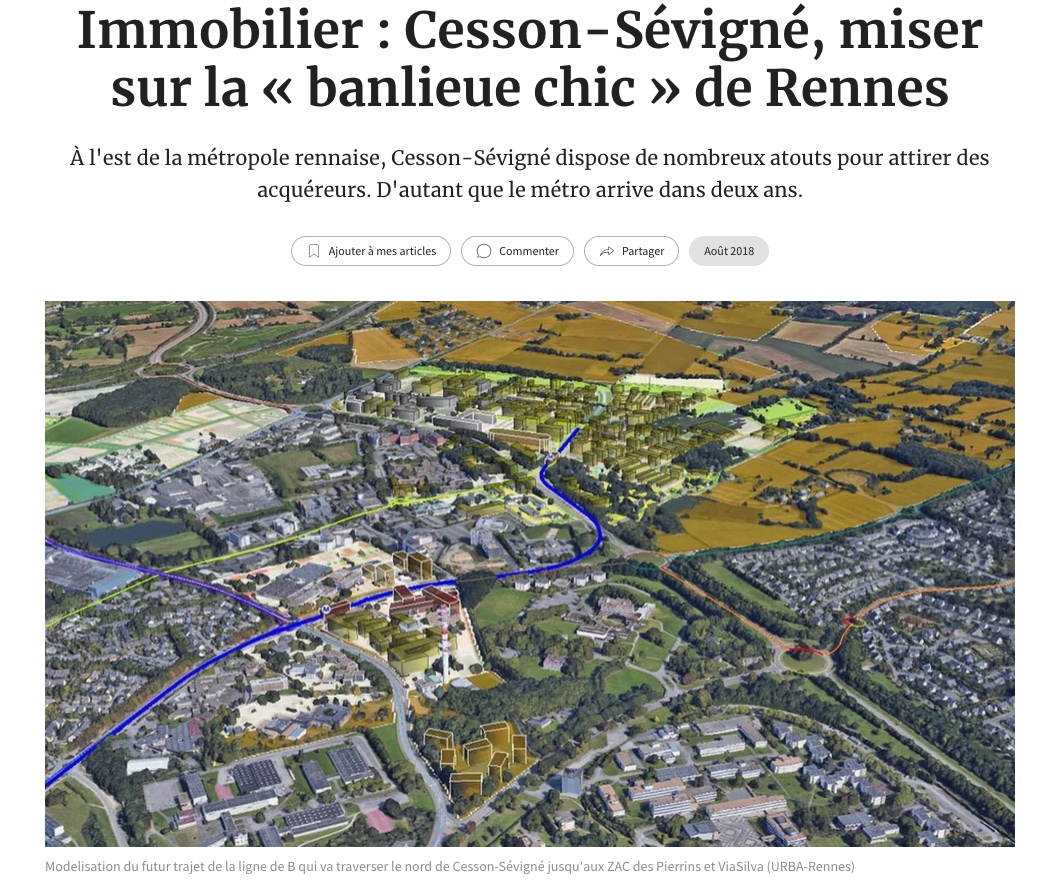 Immobilier : Cesson-Sévigné, miser
sur la « banlieue chic » de Rennes
À l'est de la métropole rennaise, Cesson-Sévigné dispose de nombreux atouts pour attirer des
acquéreurs. D'autant que le métro arrive dans deux ans.
Ajouter à mes articles
Commenter
Partager
Août 2018
M
Modelisation du futur trajet de la ligne de B qui va traverser le nord de Cesson-Sévigné jusqu'aux ZAC des Pierrins et ViaSilva (URBA-Rennes)